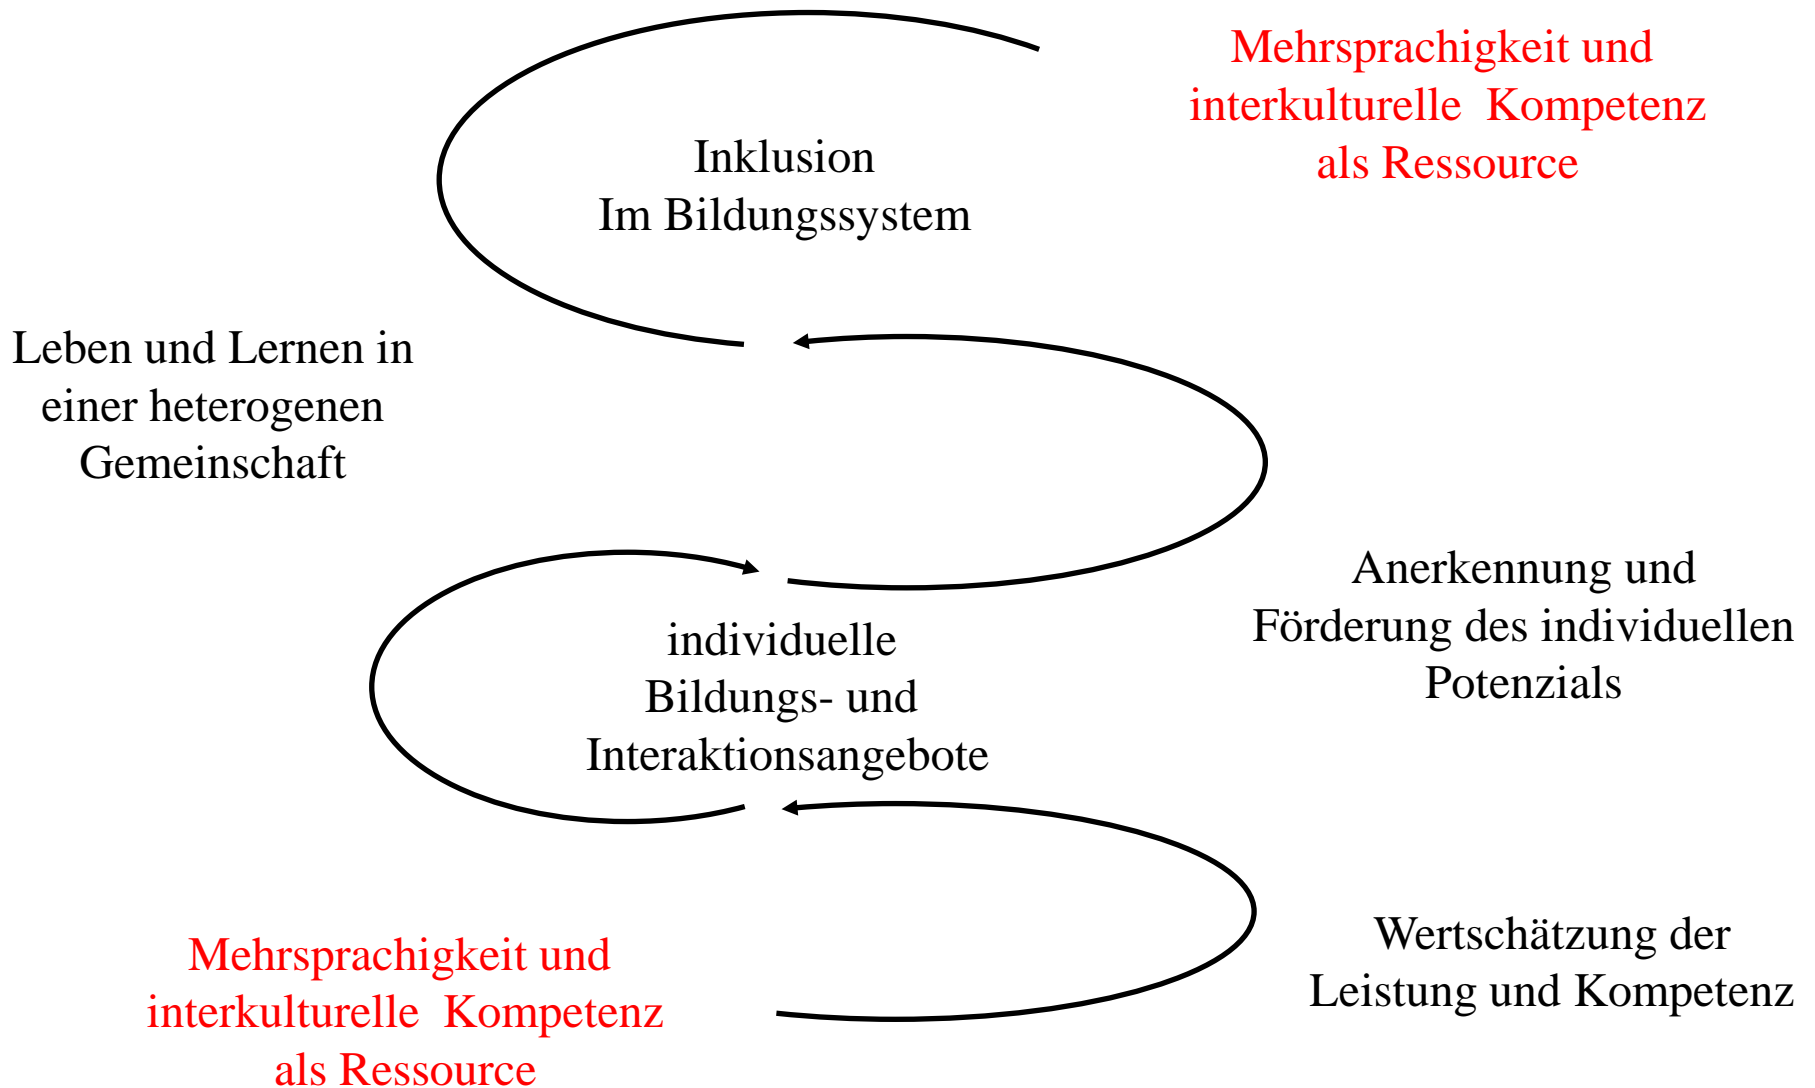 Mehrsprachigkeit und
interkulturelle Kompetenz
als Ressource
Inklusion
Im Bildungssystem
Leben und Lernen in
einer heterogenen
Gemeinschaft
Anerkennung und
Förderung des individuellen
Potenzials
individuelle
Bildungs- und
Interaktionsangebote
Wertschätzung der
Leistung und Kompetenz
Mehrsprachigkeit und
interkulturelle Kompetenz
als Ressource